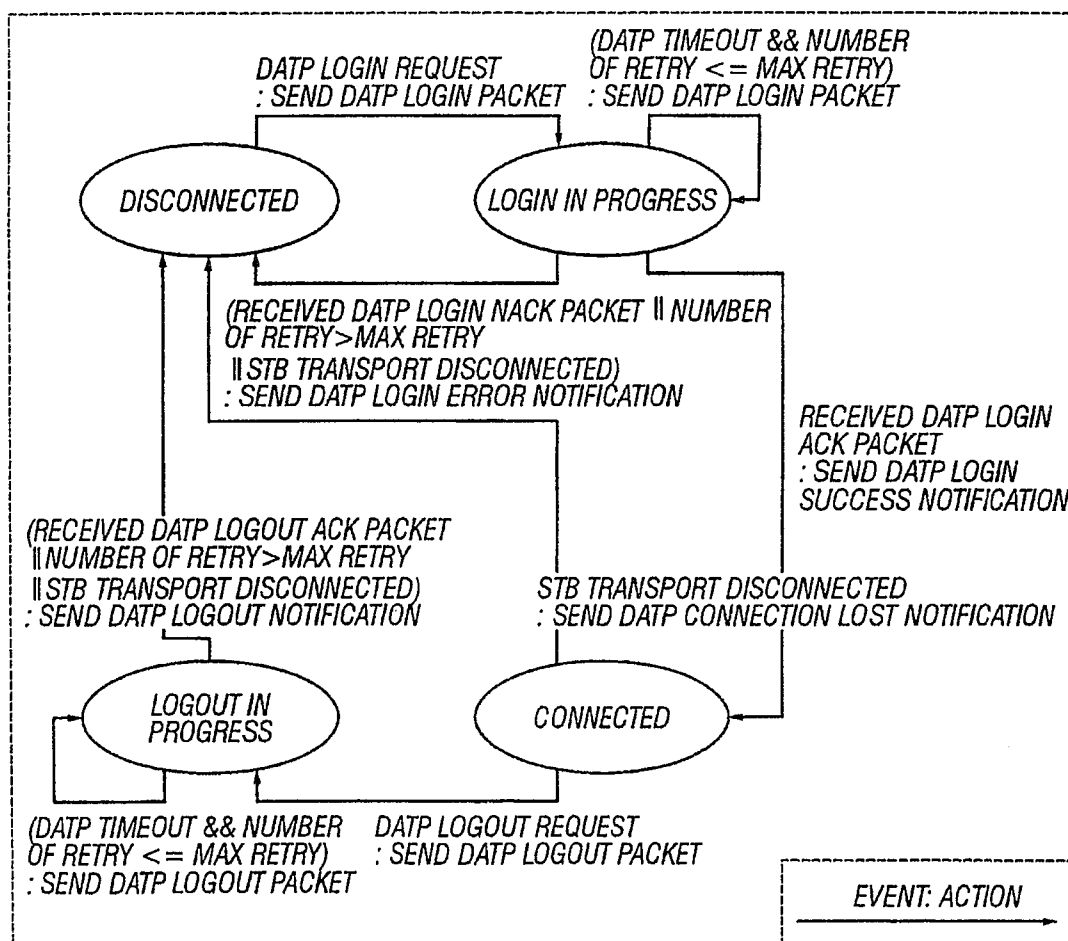 DATP LOGIN REQUEST
: SEND DATP LOGIN PACKET
(DATP TIMEOUT && NUMBER
OF RETRY <= MAX RETRY)
: SEND DATP LOGIN PACKET
DISCONNECTED
LOGIN IN PROGRESS
(RECEIVED DATP LOGIN NACK PACKET || NUMBER
OF RETRY>MAX RETRY
|| STB TRANSPORT DISCONNECTED)
: SEND DATP LOGIN ERROR NOTIFICATION
RECEIVED DATP LOGIN
ACK PACKET
: SEND DATP LOGIN
SUCCESS NOTIFICATION
(RECEIVED DATP LOGOUT ACK PACKET
|| NUMBER OF RETRY>MAX RETRY
|| STB TRANSPORT DISCONNECTED)
: SEND DATP LOGOUT NOTIFICATION
STB TRANSPORT DISCONNECTED
: SEND DATP CONNECTION LOST NOTIFICATION
LOGOUT IN
PROGRESS
CONNECTED
(DATP TIMEOUT && NUMBER
OF RETRY <= MAX RETRY)
: SEND DATP LOGOUT PACKET
DATP LOGOUT REQUEST
: SEND DATP LOGOUT PACKET
EVENT: ACTION